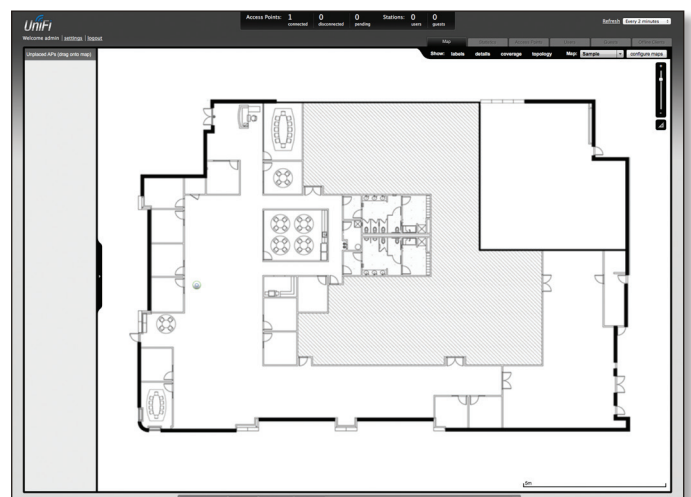 UniFi
Access Points: 1 connected 0 disconnected 0 pending Stations: 0 users 0 guests
Refresh Every 2 minutes
Welcome admin | settings | logout
Map
Unplaced APs (drag onto map)
Show: labels details coverage topology Map: Sample configure maps